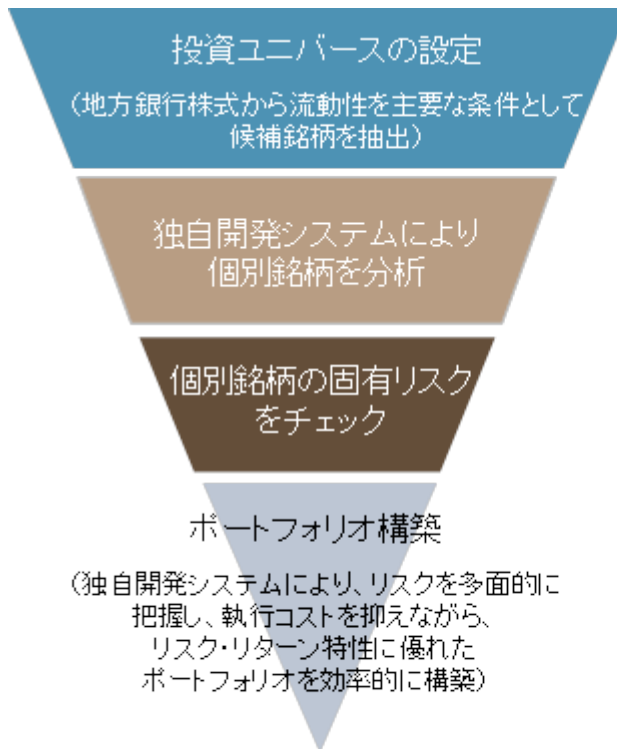 投資ユニバースの設定
（地方銀行株式から流動性を主要な条件として
候補銘柄を抽出）
独自開発システムにより
個別銘柄を分析
個別銘柄の固有リスク
をチェック
ポートフォリオ構築
（独自開発システムにより、リスクを多面的に
把握し、執行コストを抑えながら、
リスク・リターン特性に優れた
ポートフォリオを効率的に構築）